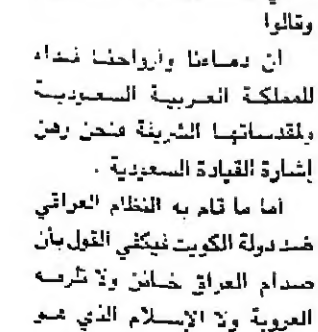 وقالوا
ان دماءنا وأرواحنا فداء
للمملكة العربية السعودية
ولمقدساتها الشريفة فنحن رهن
إشارة القيادة السعودية .
أما ما قام به النظام العراقي
ضد دولة الكويت فيكفي القول بأن
صدام العراق خائن ولا تلرمه
العروبة ولا الإسلام الذي هو